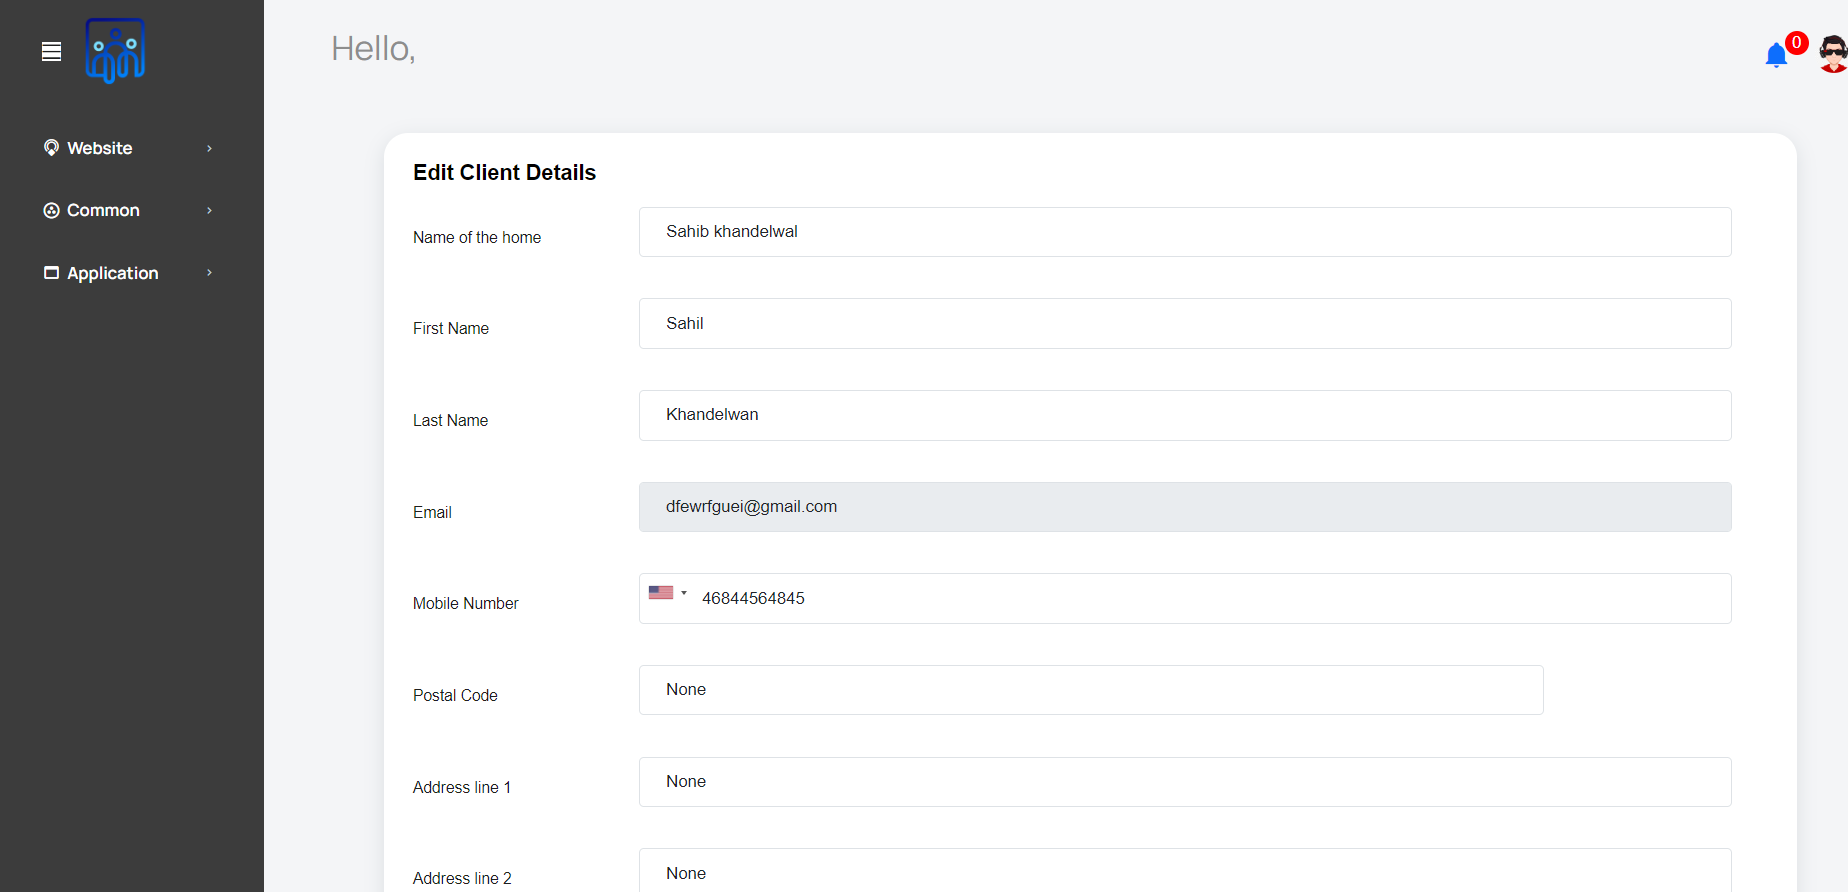 Hello,
0
Website
Common
Application
Edit Client Details
Name of the home
Sahib khandelwal
First Name
Sahil
Last Name
Khandelwan
Email
dfewrfguei@gmail.com
Mobile Number
46844564845
Postal Code
None
Address line 1
None
Address line 2
None